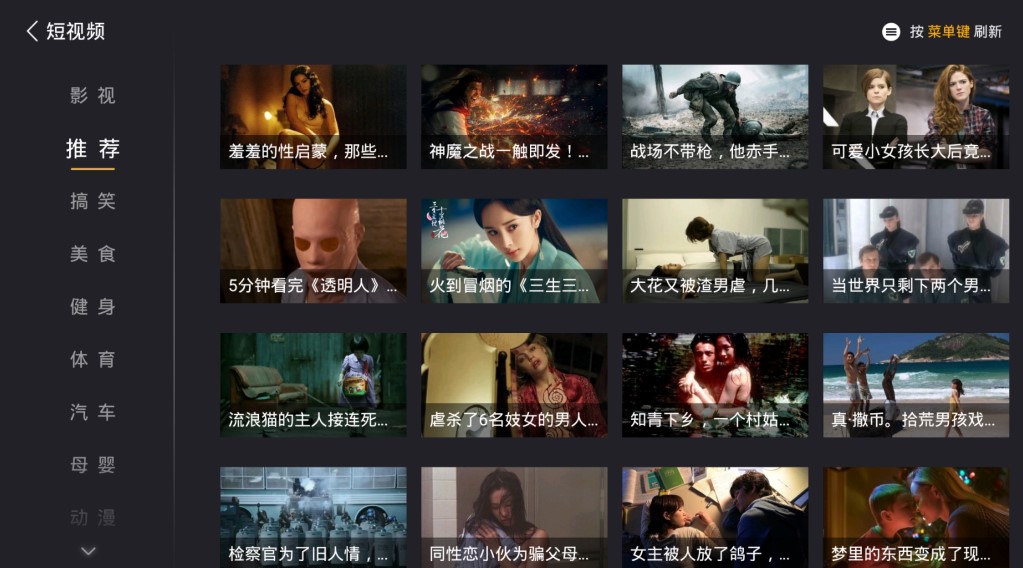 短视频
按 菜单键 刷新
影视
推荐
搞笑
美食
健身
体育
汽车
母婴
动漫
羞羞的性启蒙，那些...
神魔之战一触即发！...
战场不带枪，他赤手...
可爱小女孩长大后竟...
5分钟看完《透明人》...
火到冒烟的《三生三...
大花又被渣男虐，几...
当世界只剩下两个男...
流浪猫的主人接连死...
虐杀了6名妓女的男人...
知青下乡，一个村姑...
真·撒币。拾荒男孩戏...
检察官为了旧人情，...
同性恋小伙为骗父母...
女主被人放了鸽子，...
梦里的东西变成了现...